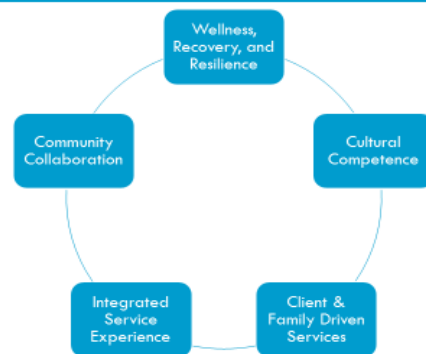 Wellness,
Recovery, and
Resilience
Cultural
Competence
Client &
Family Driven
Services
Integrated
Service
Experience
Community
Collaboration